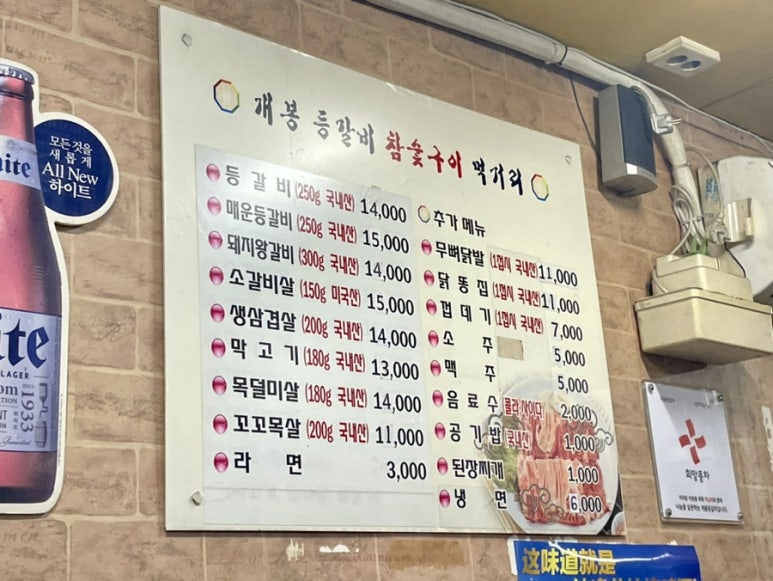 개봉 등갈비 참숯구이 먹거리
등갈비 (250g 국내산) 14,000
매운등갈비 (250g 국내산) 15,000
돼지왕갈비 (300g 국내산) 14,000
소갈비살 (150g 미국산) 15,000
생삼겹살 (200g 국내산) 14,000
막고기 (180g 국내산) 13,000
목덜미살 (180g 국내산) 14,000
꼬꼬목살 (200g 국내산) 11,000
라면 3,000
추가 메뉴
무뼈닭발 (1접시 국내산) 11,000
닭똥집 (1접시 국내산) 11,000
껍데기 (1접시 국내산) 7,000
소주 5,000
맥주 5,000
음료수 (콜라 사이다) 2,000
공기밥 (국내산) 1,000
된장찌개 1,000
냉면 6,000
모든것을
새롭게
All New
하이트
ite
LAGER
SINCE
1933
희망풍차
这味道就是